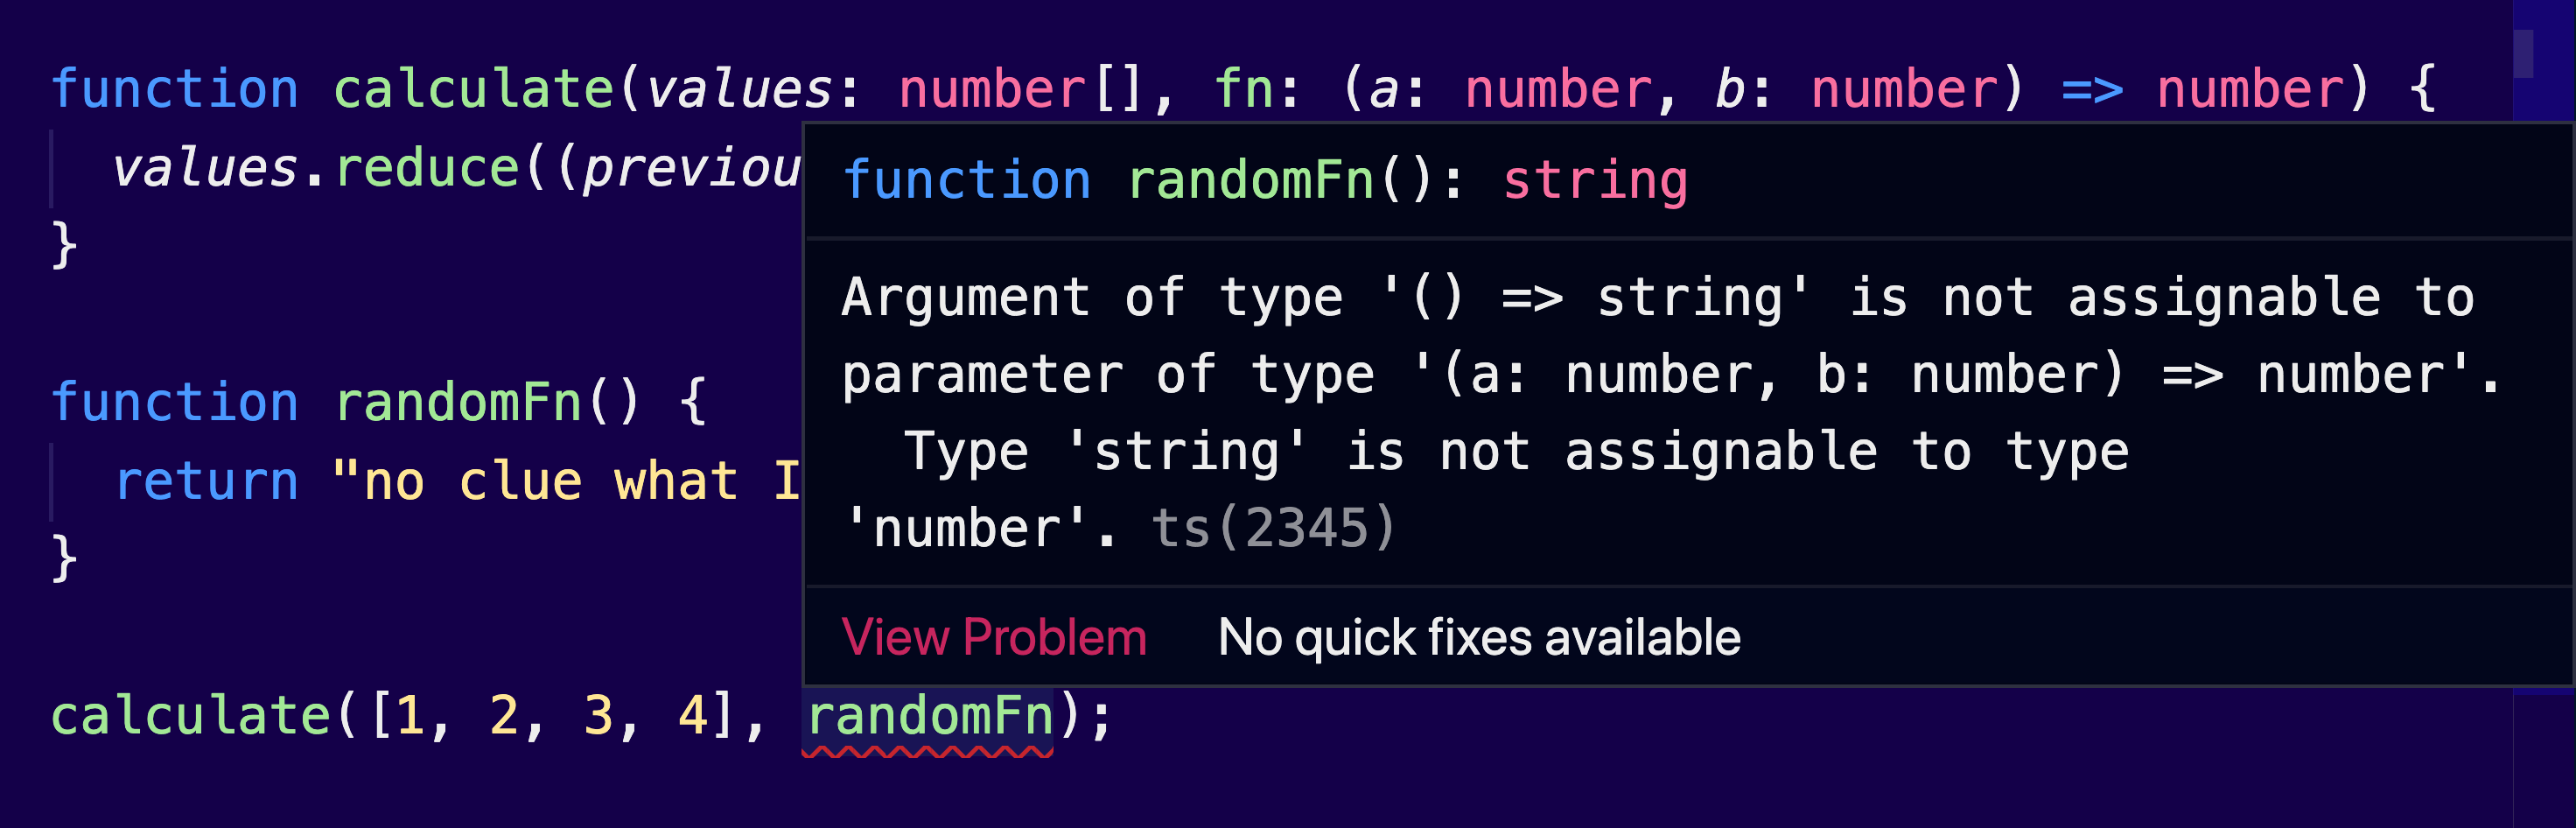 function calculate(values: number[], fn: (a: number, b: number) => number) {
values.reduce((previou
function randomFn(): string
}
Argument of type '() => string' is not assignable to
parameter of type '(a: number, b: number) => number'.
Type 'string' is not assignable to type
'number'. ts(2345)
function randomFn() {
return "no clue what I
}
View Problem No quick fixes available
calculate([1, 2, 3, 4], randomFn);